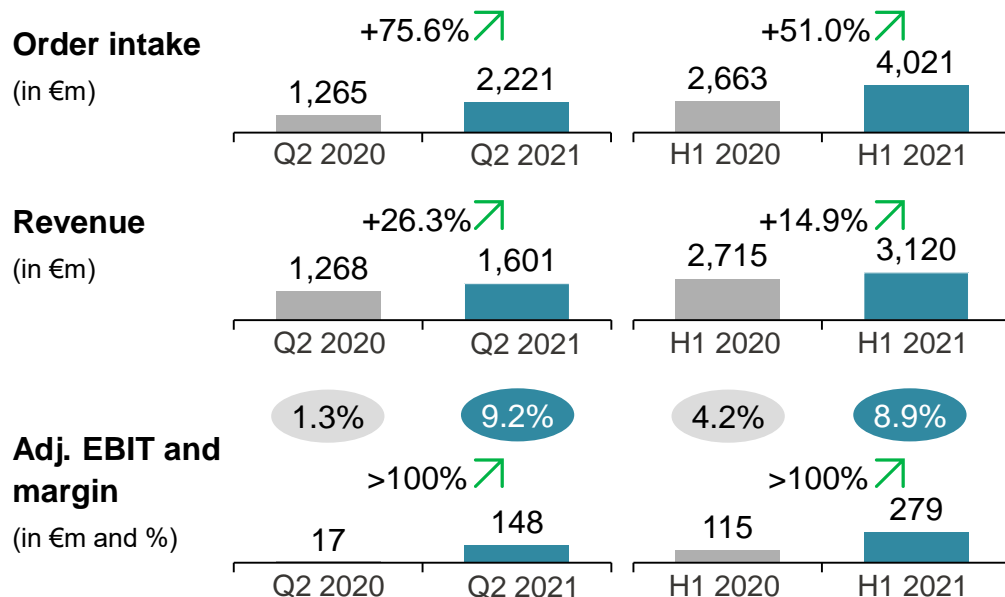 Order intake
(in €m)
+75.6%
+51.0%
1,265
2,221
2,663
4,021
Q2 2020
Q2 2021
H1 2020
H1 2021
Revenue
(in €m)
+26.3%
+14.9%
1,268
1,601
2,715
3,120
Q2 2020
Q2 2021
H1 2020
H1 2021
Adj. EBIT and
margin
(in €m and %)
1.3%
9.2%
4.2%
8.9%
>100%
>100%
17
148
115
279
Q2 2020
Q2 2021
H1 2020
H1 2021